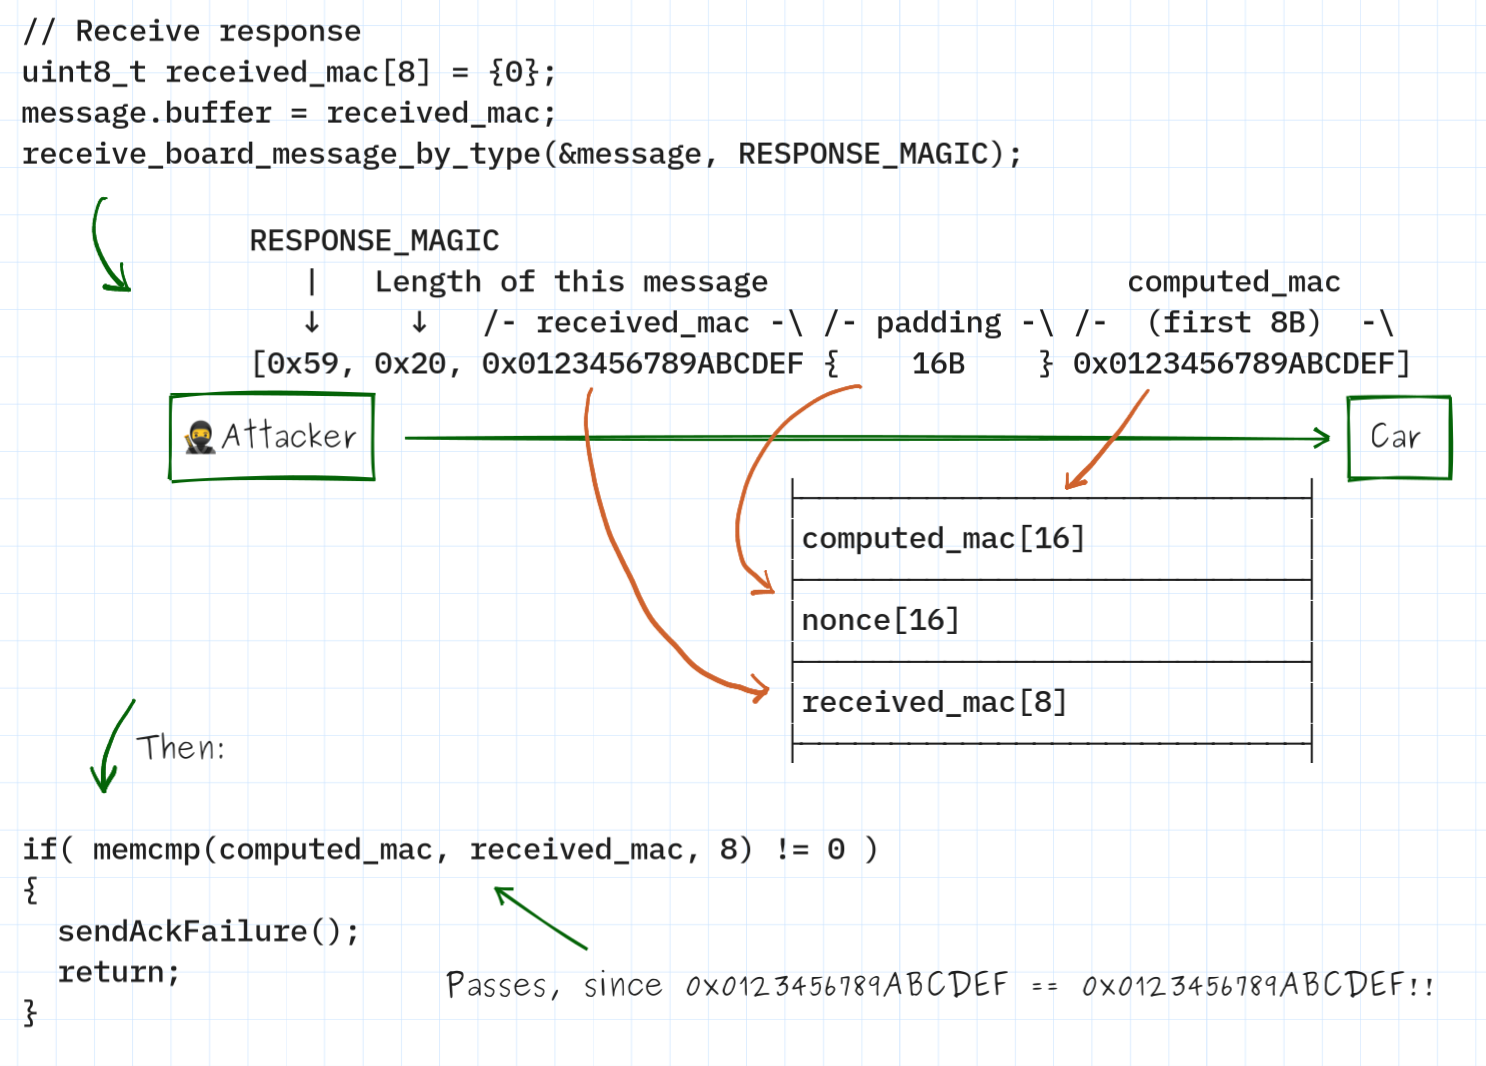 // Receive response
uint8_t received_mac[8] = {0};
message.buffer = received_mac;
receive_board_message_by_type(&message, RESPONSE_MAGIC);
RESPONSE_MAGIC
| Length of this message computed_mac
↓ ↓ /- received_mac -\ /- padding -\ /- (first 8B) -\
[0x59, 0x20, 0x0123456789ABCDEF { 16B } 0x0123456789ABCDEF]
Attacker
Car
computed_mac[16]
nonce[16]
received_mac[8]
Then:
if( memcmp(computed_mac, received_mac, 8) != 0 )
{
sendAckFailure();
return;
Passes, since 0x0123456789ABCDEF == 0x0123456789ABCDEF!!
}